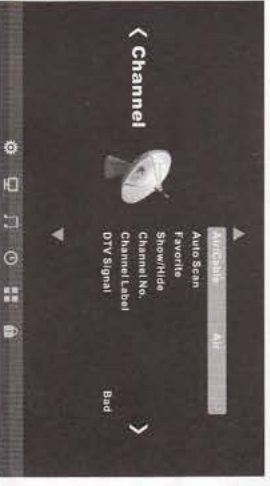 Channel
Air/Cable Air
Auto Scan
Favorite
Show/Hide
Channel No.
Channel Label
DTV Signal Bad